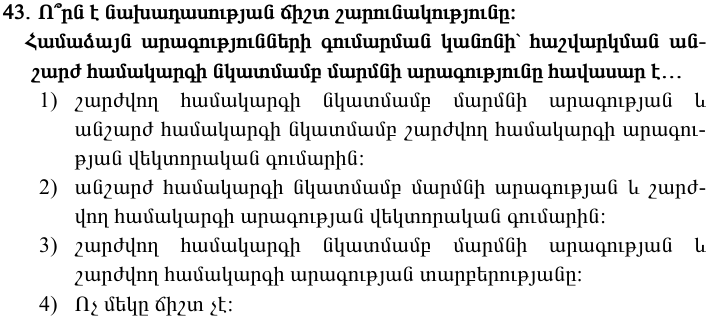 43. Ո՞րն է նախադասության ճիշտ շարունակությունը:
Համաձայն արագությունների գումարման կանոնի՝ հաշվարկման ան-
շարժ համակարգի նկատմամբ մարմնի արագությունը հավասար է...
1) շարժվող համակարգի նկատմամբ մարմնի արագության և
անշարժ համակարգի նկատմամբ շարժվող համակարգի արագու-
թյան վեկտորական գումարին:
2) անշարժ համակարգի նկատմամբ մարմնի արագության և շարժ-
վող համակարգի արագության վեկտորական գումարին:
3) շարժվող համակարգի նկատմամբ մարմնի արագության և
շարժվող համակարգի արագության տարբերությանը:
4) Ոչ մեկը ճիշտ չէ: